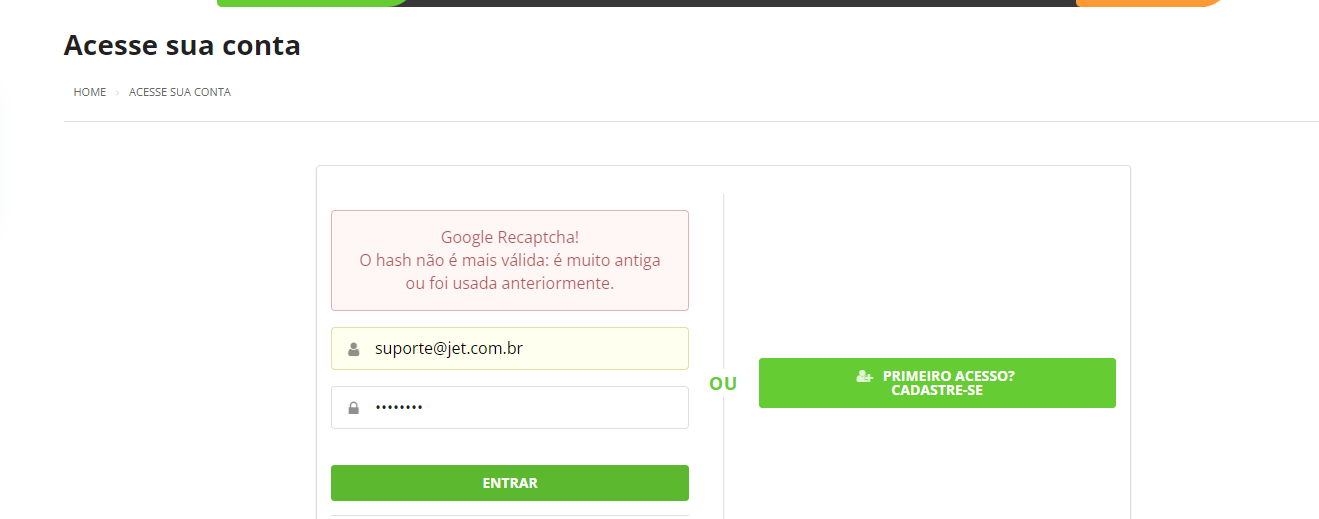 Acesse sua conta
HOME › ACESSE SUA CONTA
Google Recaptcha!
O hash não é mais válida: é muito antiga
ou foi usada anteriormente.
suporte@jet.com.br
••••••••
ENTRAR
OU
PRIMEIRO ACESSO?
CADASTRE-SE